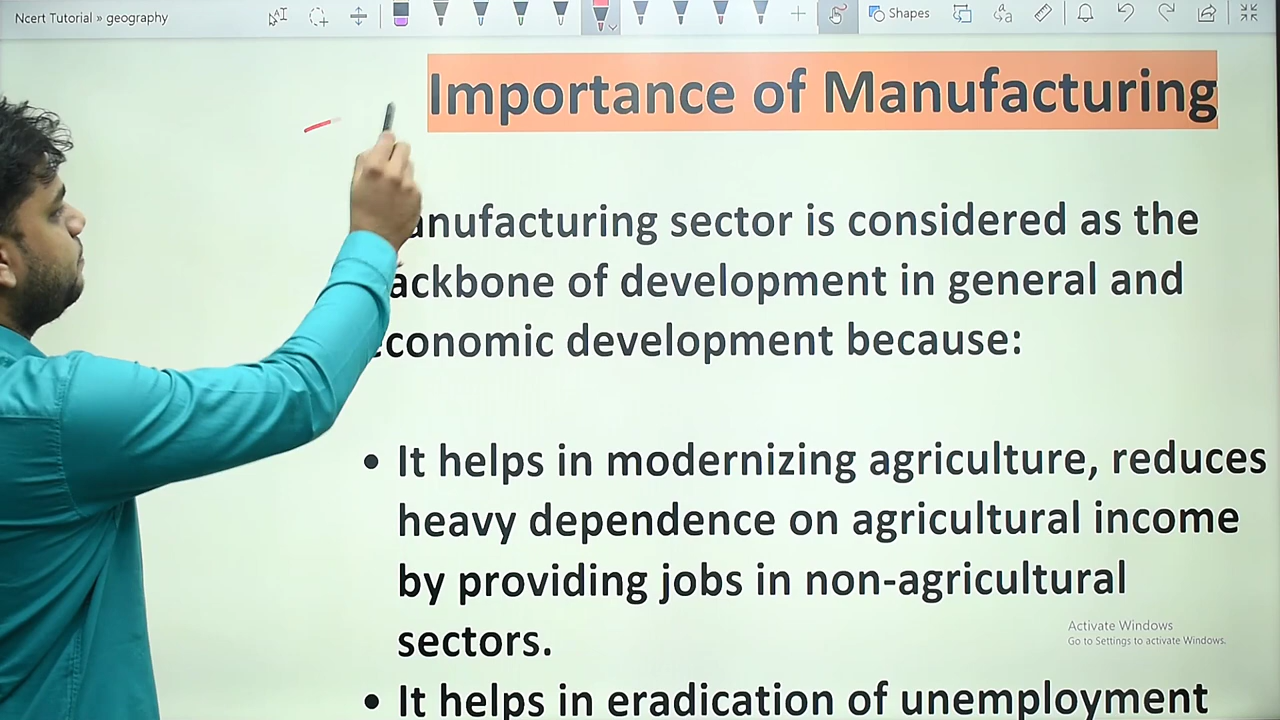 Ncert Tutorial » geography
Shapes
Importance of Manufacturing
anufacturing sector is considered as the
ackbone of development in general and
economic development because:
• It helps in modernizing agriculture, reduces
heavy dependence on agricultural income
by providing jobs in non-agricultural
sectors.
• It helps in eradication of unemployment
Activate Windows
Go to Settings to activate Windows.